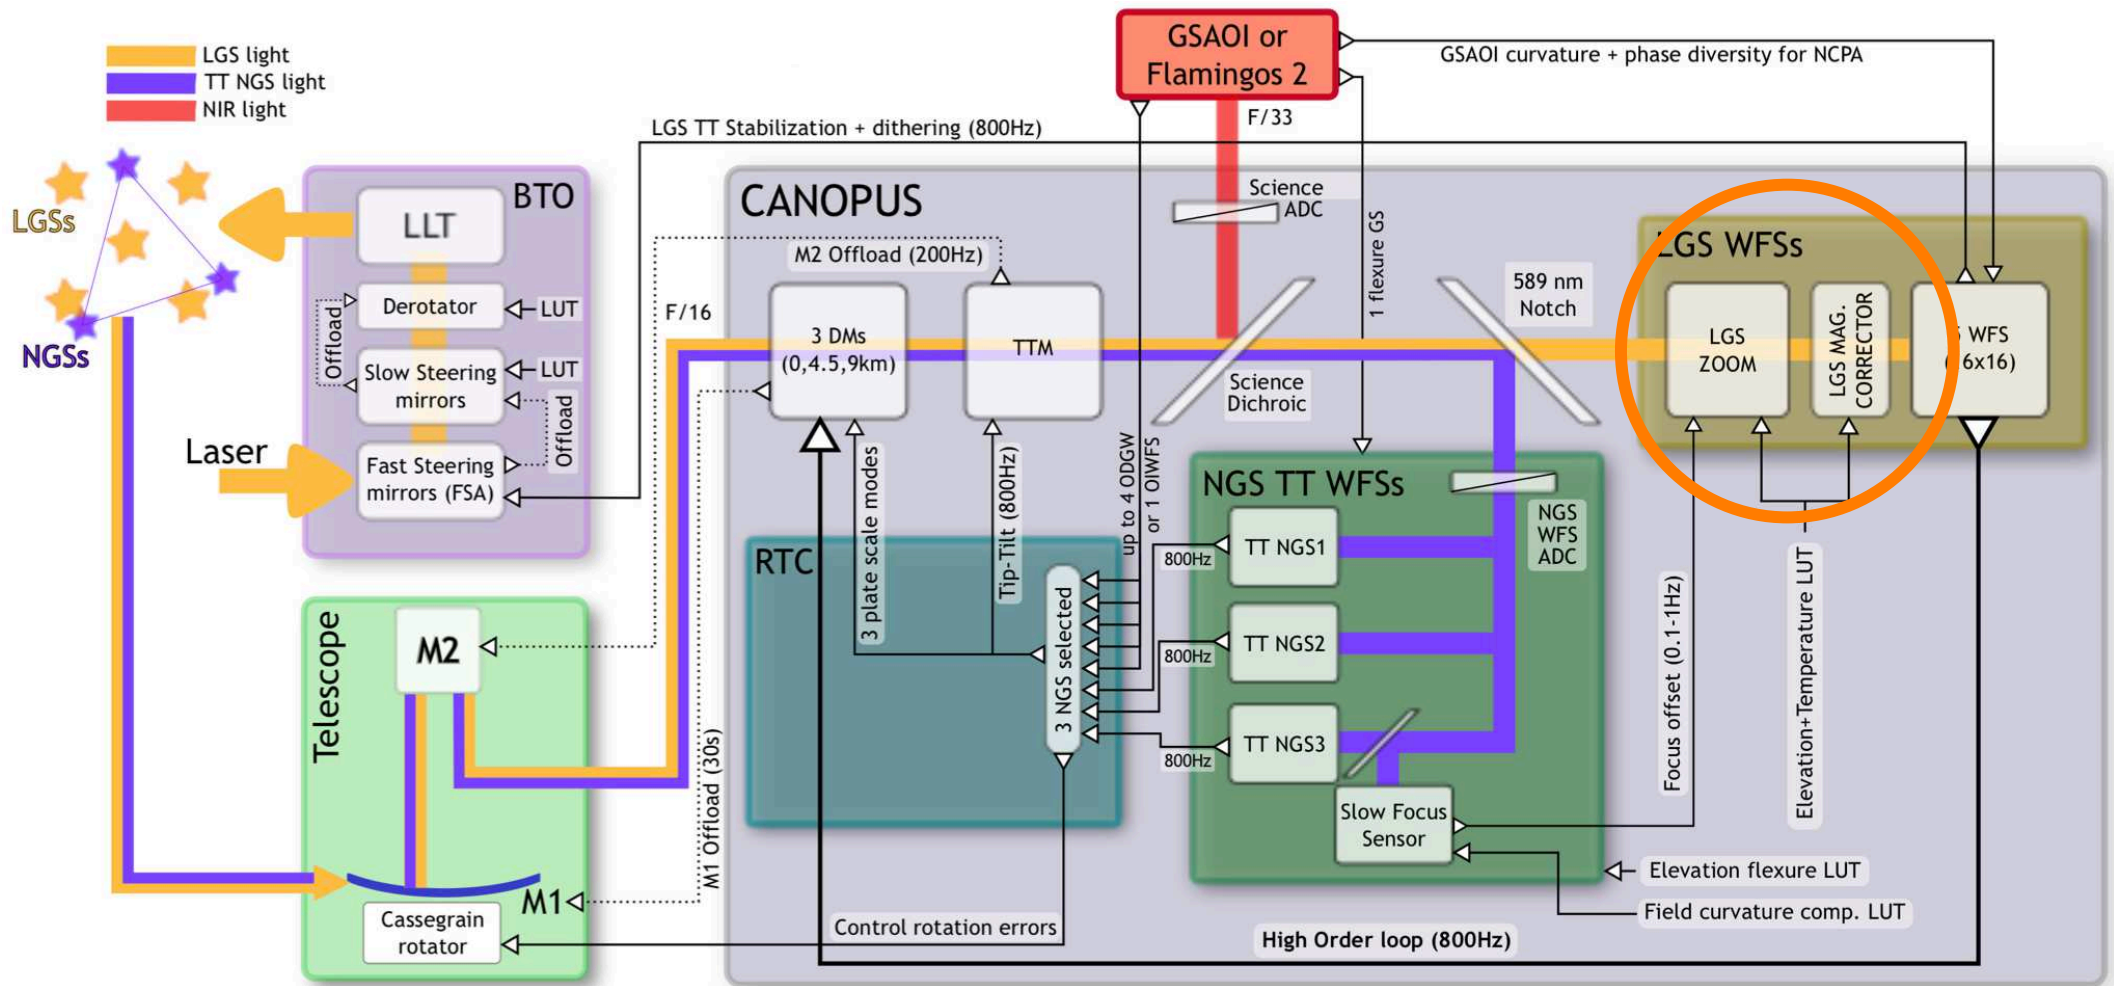 LGS light
TT NGS light
NIR light
GSAOI or
Flamingos 2
GSAOI curvature + phase diversity for NCPA
F/33
LGS TT Stabilization + dithering (800Hz)
LGSs
NGSs
BTO
LLT
Derotator
LUT
Offload
Slow Steering
mirrors
LUT
Offload
Laser
Fast Steering
mirrors (FSA)
CANOPUS
Science
ADC
M2 Offload (200Hz)
F/16
3 DMs
(0,4.5,9km)
TTM
1 flexure GS
589 nm
Notch
Science
Dichroic
LGS WFSs
LGS
ZOOM
LGS MAG.
CORRECTOR
WFS
6x16)
3 plate scale modes
Tip-Tilt (800Hz)
up to 4 ODGW
or 1 OIWFS
RTC
3 NGS selected
NGS TT WFSs
NGS
WFS
ADC
TT NGS1
800Hz
TT NGS2
800Hz
TT NGS3
800Hz
Slow Focus
Sensor
Focus offset (0.1-1Hz)
Elevation+Temperature LUT
Elevation flexure LUT
Field curvature comp. LUT
Telescope
M2
M1
M1 Offload (30s)
Cassegrain
rotator
Control rotation errors
High Order loop (800Hz)